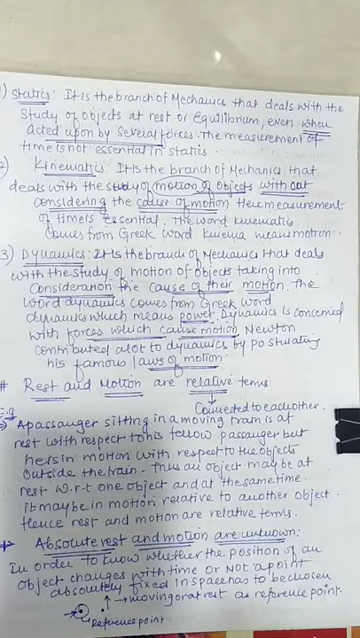 1) Statics: It is the branch of Mechanics that deals with the
study of objects at rest or Equilibrium, even when
acted upon by several forces. The measurement of
time is not essential in statics.
2) Kinematics: It is the branch of Mechanics that
deals with the study of motion of objects with out
considering the cause of motion. Here measurement
of time is Essential. The word kinematics
comes from Greek word kinema means motion.
3) Dynamics: It is the branch of Mechanics that deals
with the study of motion of objects taking into
Consideration the cause of their motion. The
word dynamics comes from Greek word
dynamics which means power. Dynamics is concerned
with forces which cause motion. Newton
contributed a lot to dynamics by postulating
his famous laws of motion.
# Rest and Motion are relative terms
Connected to each other.
E.g
A passanger sitting in a moving train is at
rest with respect to his fellow passanger but
he is in motion with respect to the objects
outside the train. Thus an object may be at
rest w.r.t one object and at the same time.
it may be in motion relative to another object.
Hence rest and motion are relative terms.
# Absolute rest and motion are unknown:
In order to know whether the position of an
object changes with time or NOt a point
absolutely fixed in space has to be chosen
→ moving or at rest as reference point.
Reference point